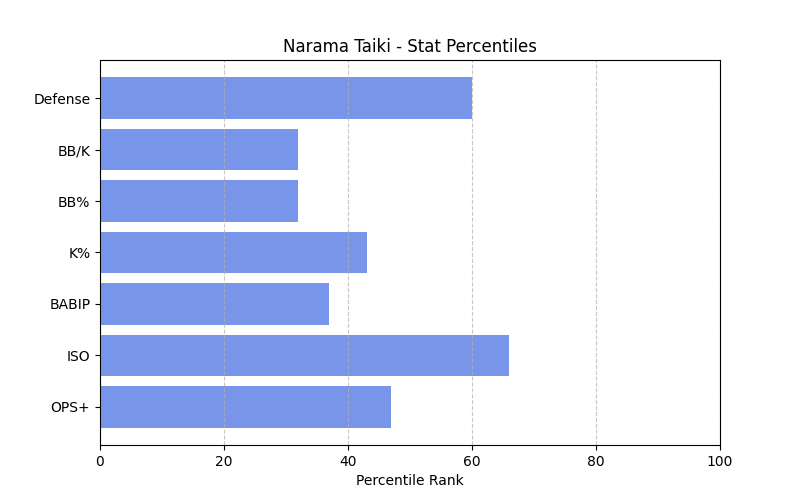 Narama Taiki - Stat Percentiles
Defense
BB/K
BB%
K%
BABIP
ISO
OPS+
0 20 40 60 80 100
Percentile Rank